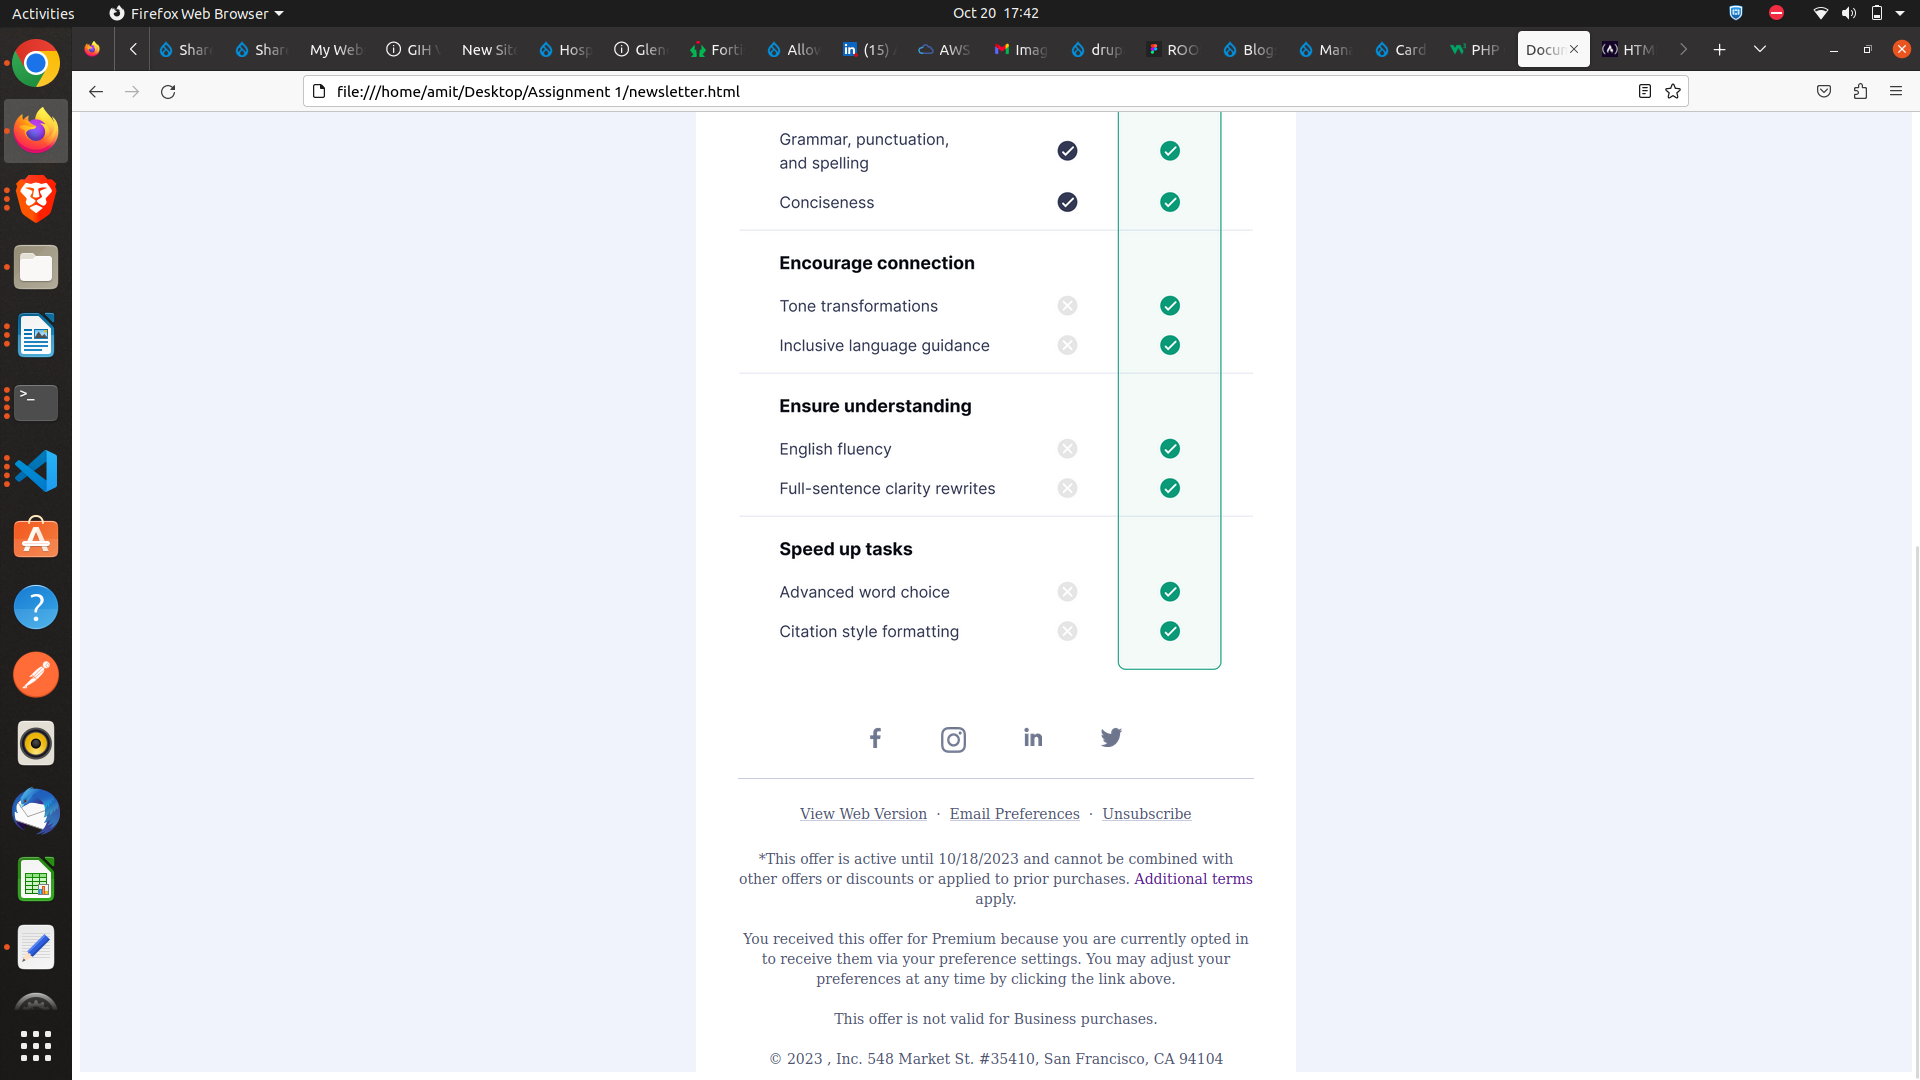 Activities
Firefox Web Browser
Oct 20 17:42
Shar
Shar
My Web
GIH
New Sit
Hosp
Glen
Forti
Allow
(15)
AWS
Imag
drup
ROO
Blog
Mana
Card
PHP
Docun
HTM
file:///home/amit/Desktop/Assignment 1/newsletter.html
Grammar, punctuation,
and spelling
Conciseness
Encourage connection
Tone transformations
Inclusive language guidance
Ensure understanding
English fluency
Full-sentence clarity rewrites
Speed up tasks
Advanced word choice
Citation style formatting
View Web Version · Email Preferences · Unsubscribe
*This offer is active until 10/18/2023 and cannot be combined with
other offers or discounts or applied to prior purchases. Additional terms
apply.
You received this offer for Premium because you are currently opted in
to receive them via your preference settings. You may adjust your
preferences at any time by clicking the link above.
This offer is not valid for Business purchases.
© 2023 , Inc. 548 Market St. #35410, San Francisco, CA 94104